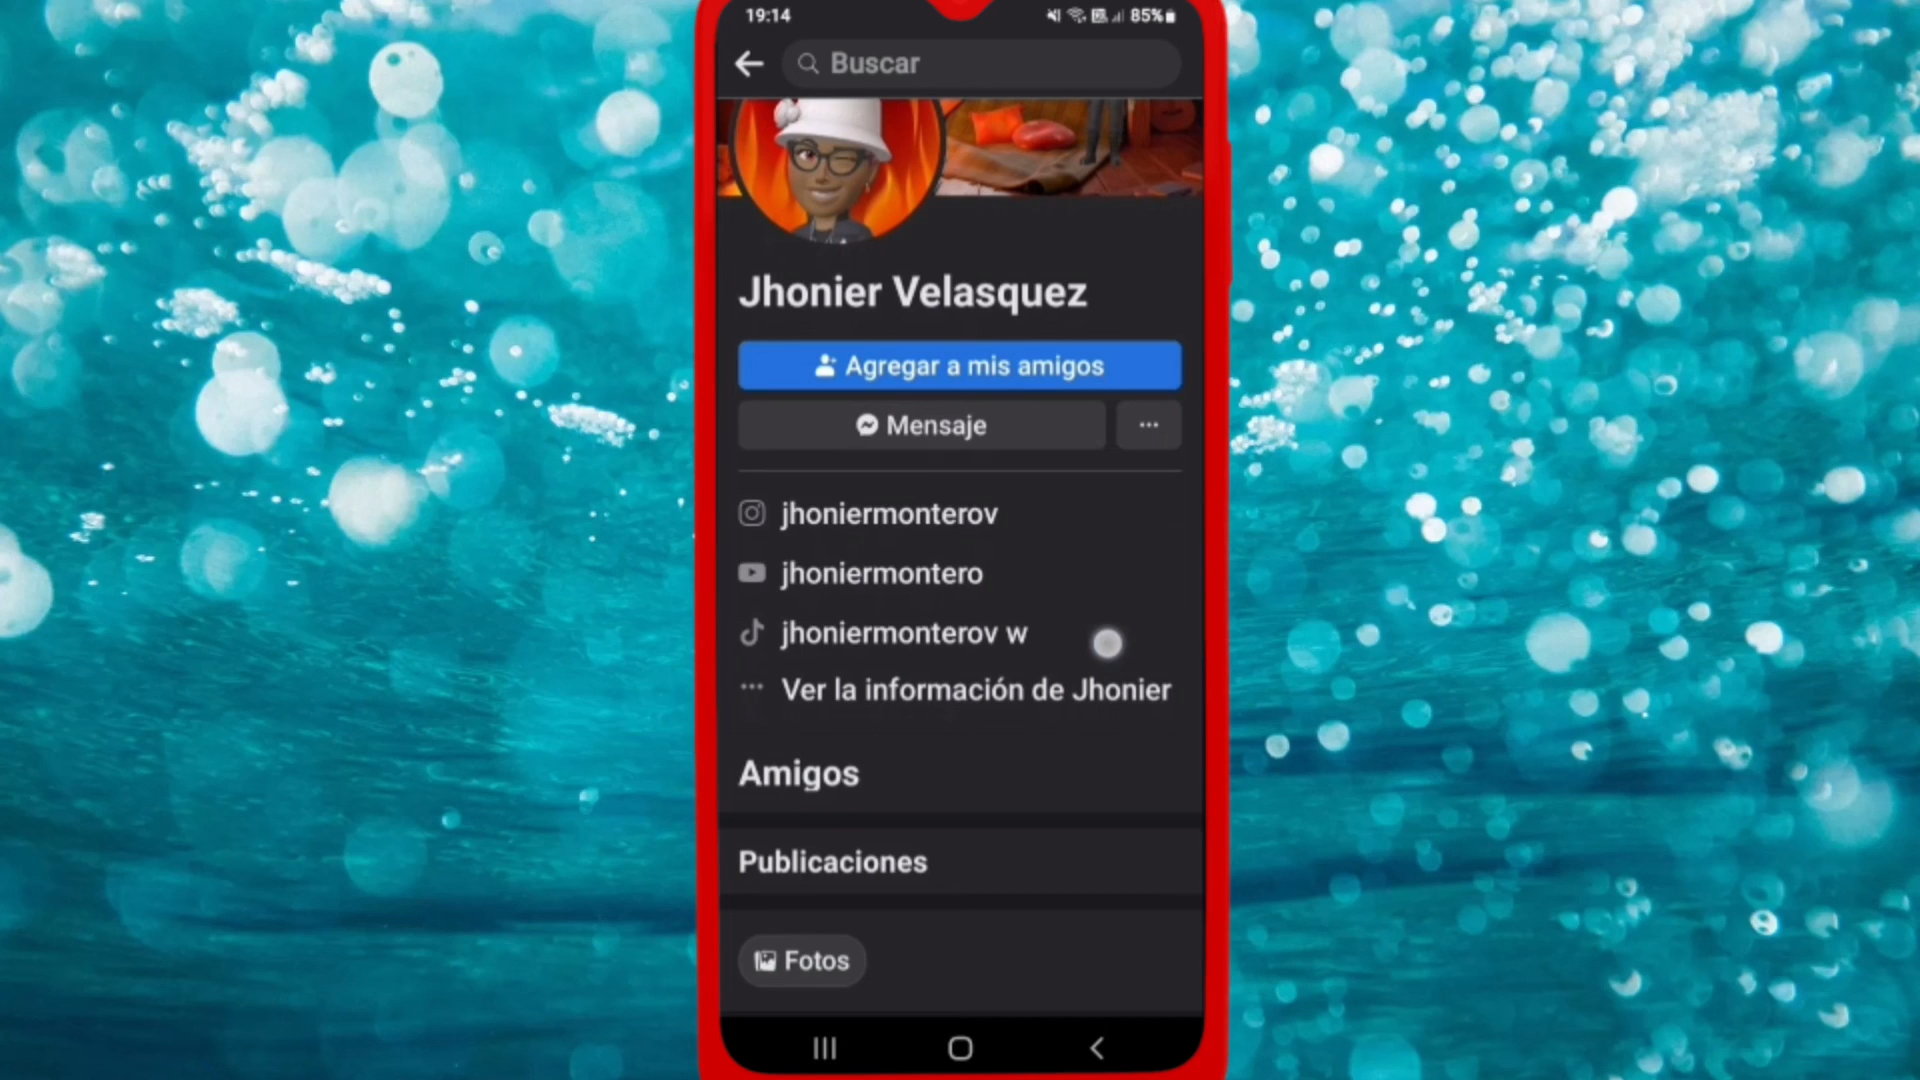 19:14
85%
Buscar
Jhonier Velasquez
Agregar a mis amigos
Mensaje
jhoniermonterov
jhoniermontero
jhoniermonterov w
Ver la información de Jhonier
Amigos
Publicaciones
Fotos